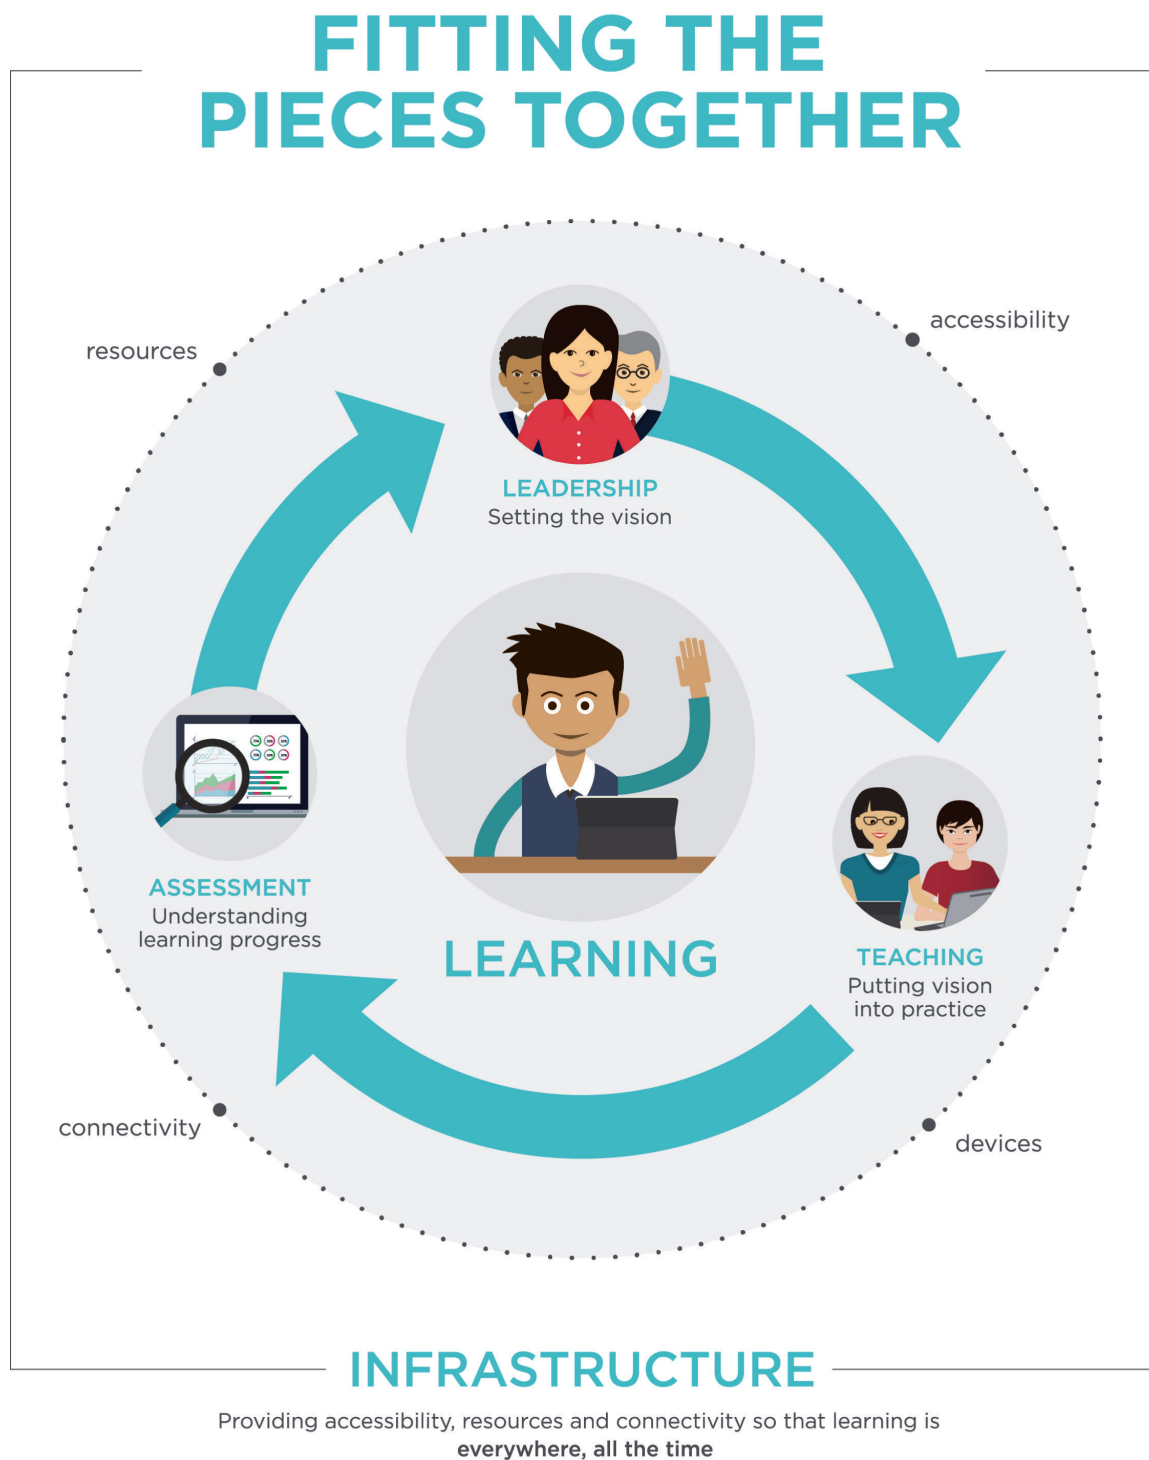 FITTING THE
PIECES TOGETHER
accessibility
resources
LEADERSHIP
Setting the vision
ASSESSMENT
Understanding
learning progress
LEARNING
TEACHING
Putting vision
into practice
connectivity
devices
INFRASTRUCTURE
Providing accessibility, resources and connectivity so that learning is
everywhere, all the time